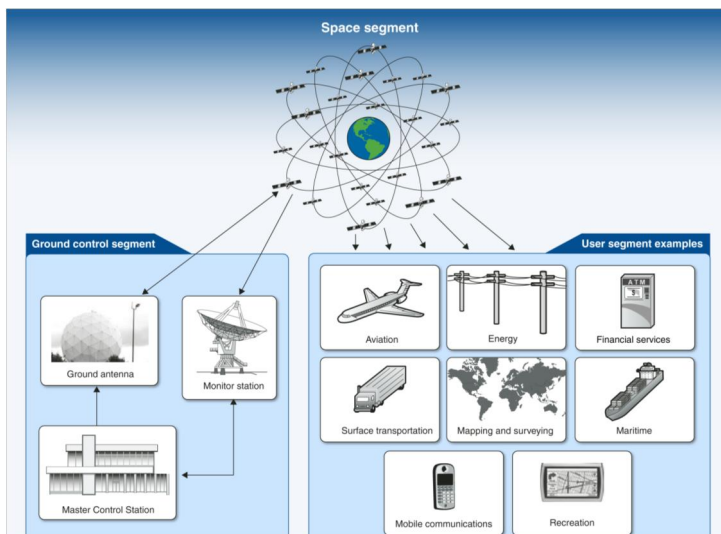 Space segment
Ground control segment
User segment examples
Ground antenna
Monitor station
Master Control Station
Aviation
Energy
ATM
Financial services
Surface transportation
Mapping and surveying
Maritime
Mobile communications
Recreation